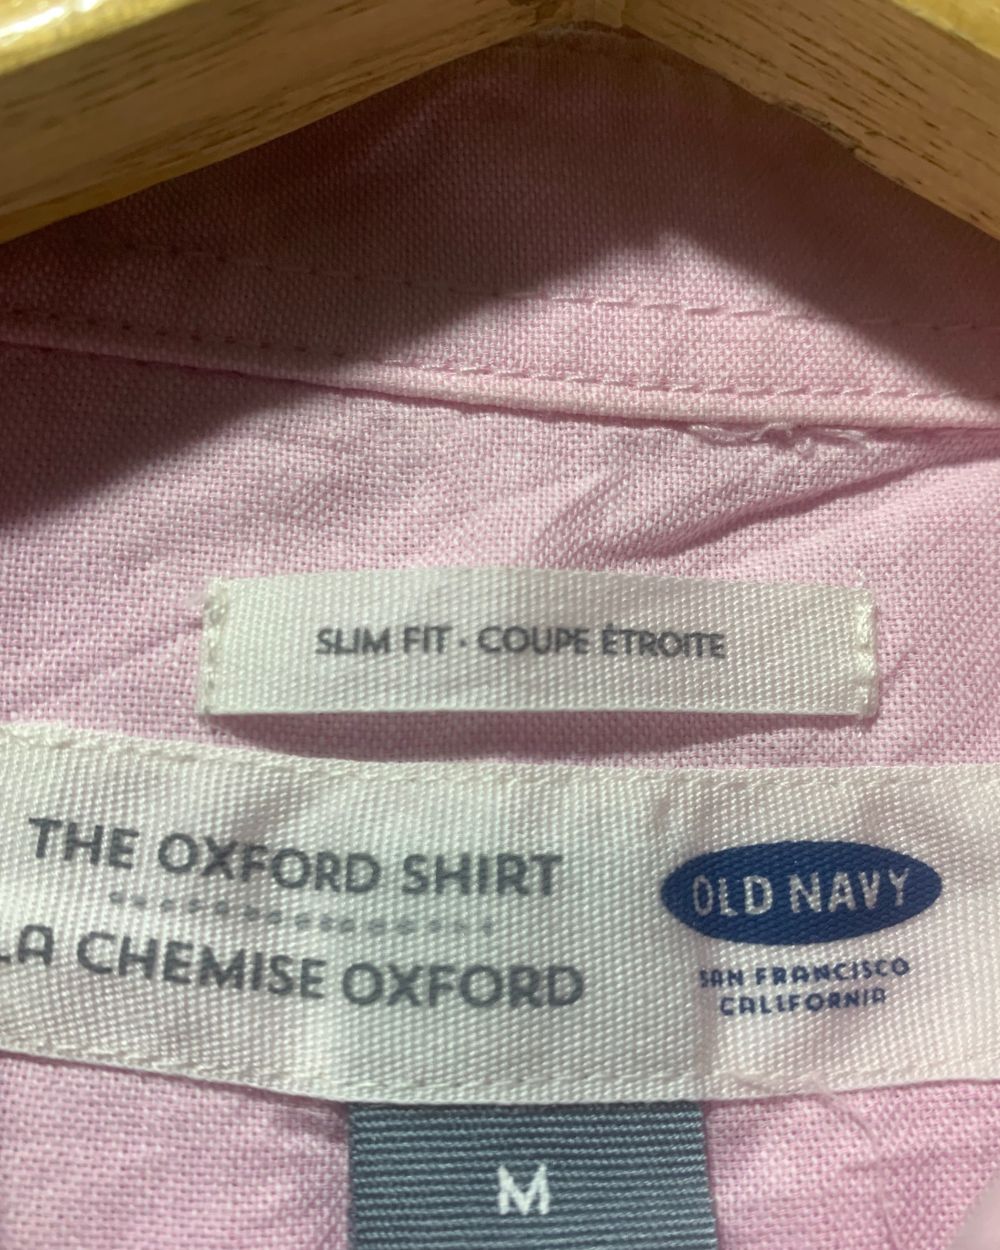 SLIM FIT · COUPE ÉTROITE
THE OXFORD SHIRT
LA CHEMISE OXFORD
OLD NAVY
SAN FRANCISCO
CALIFORNIA
M